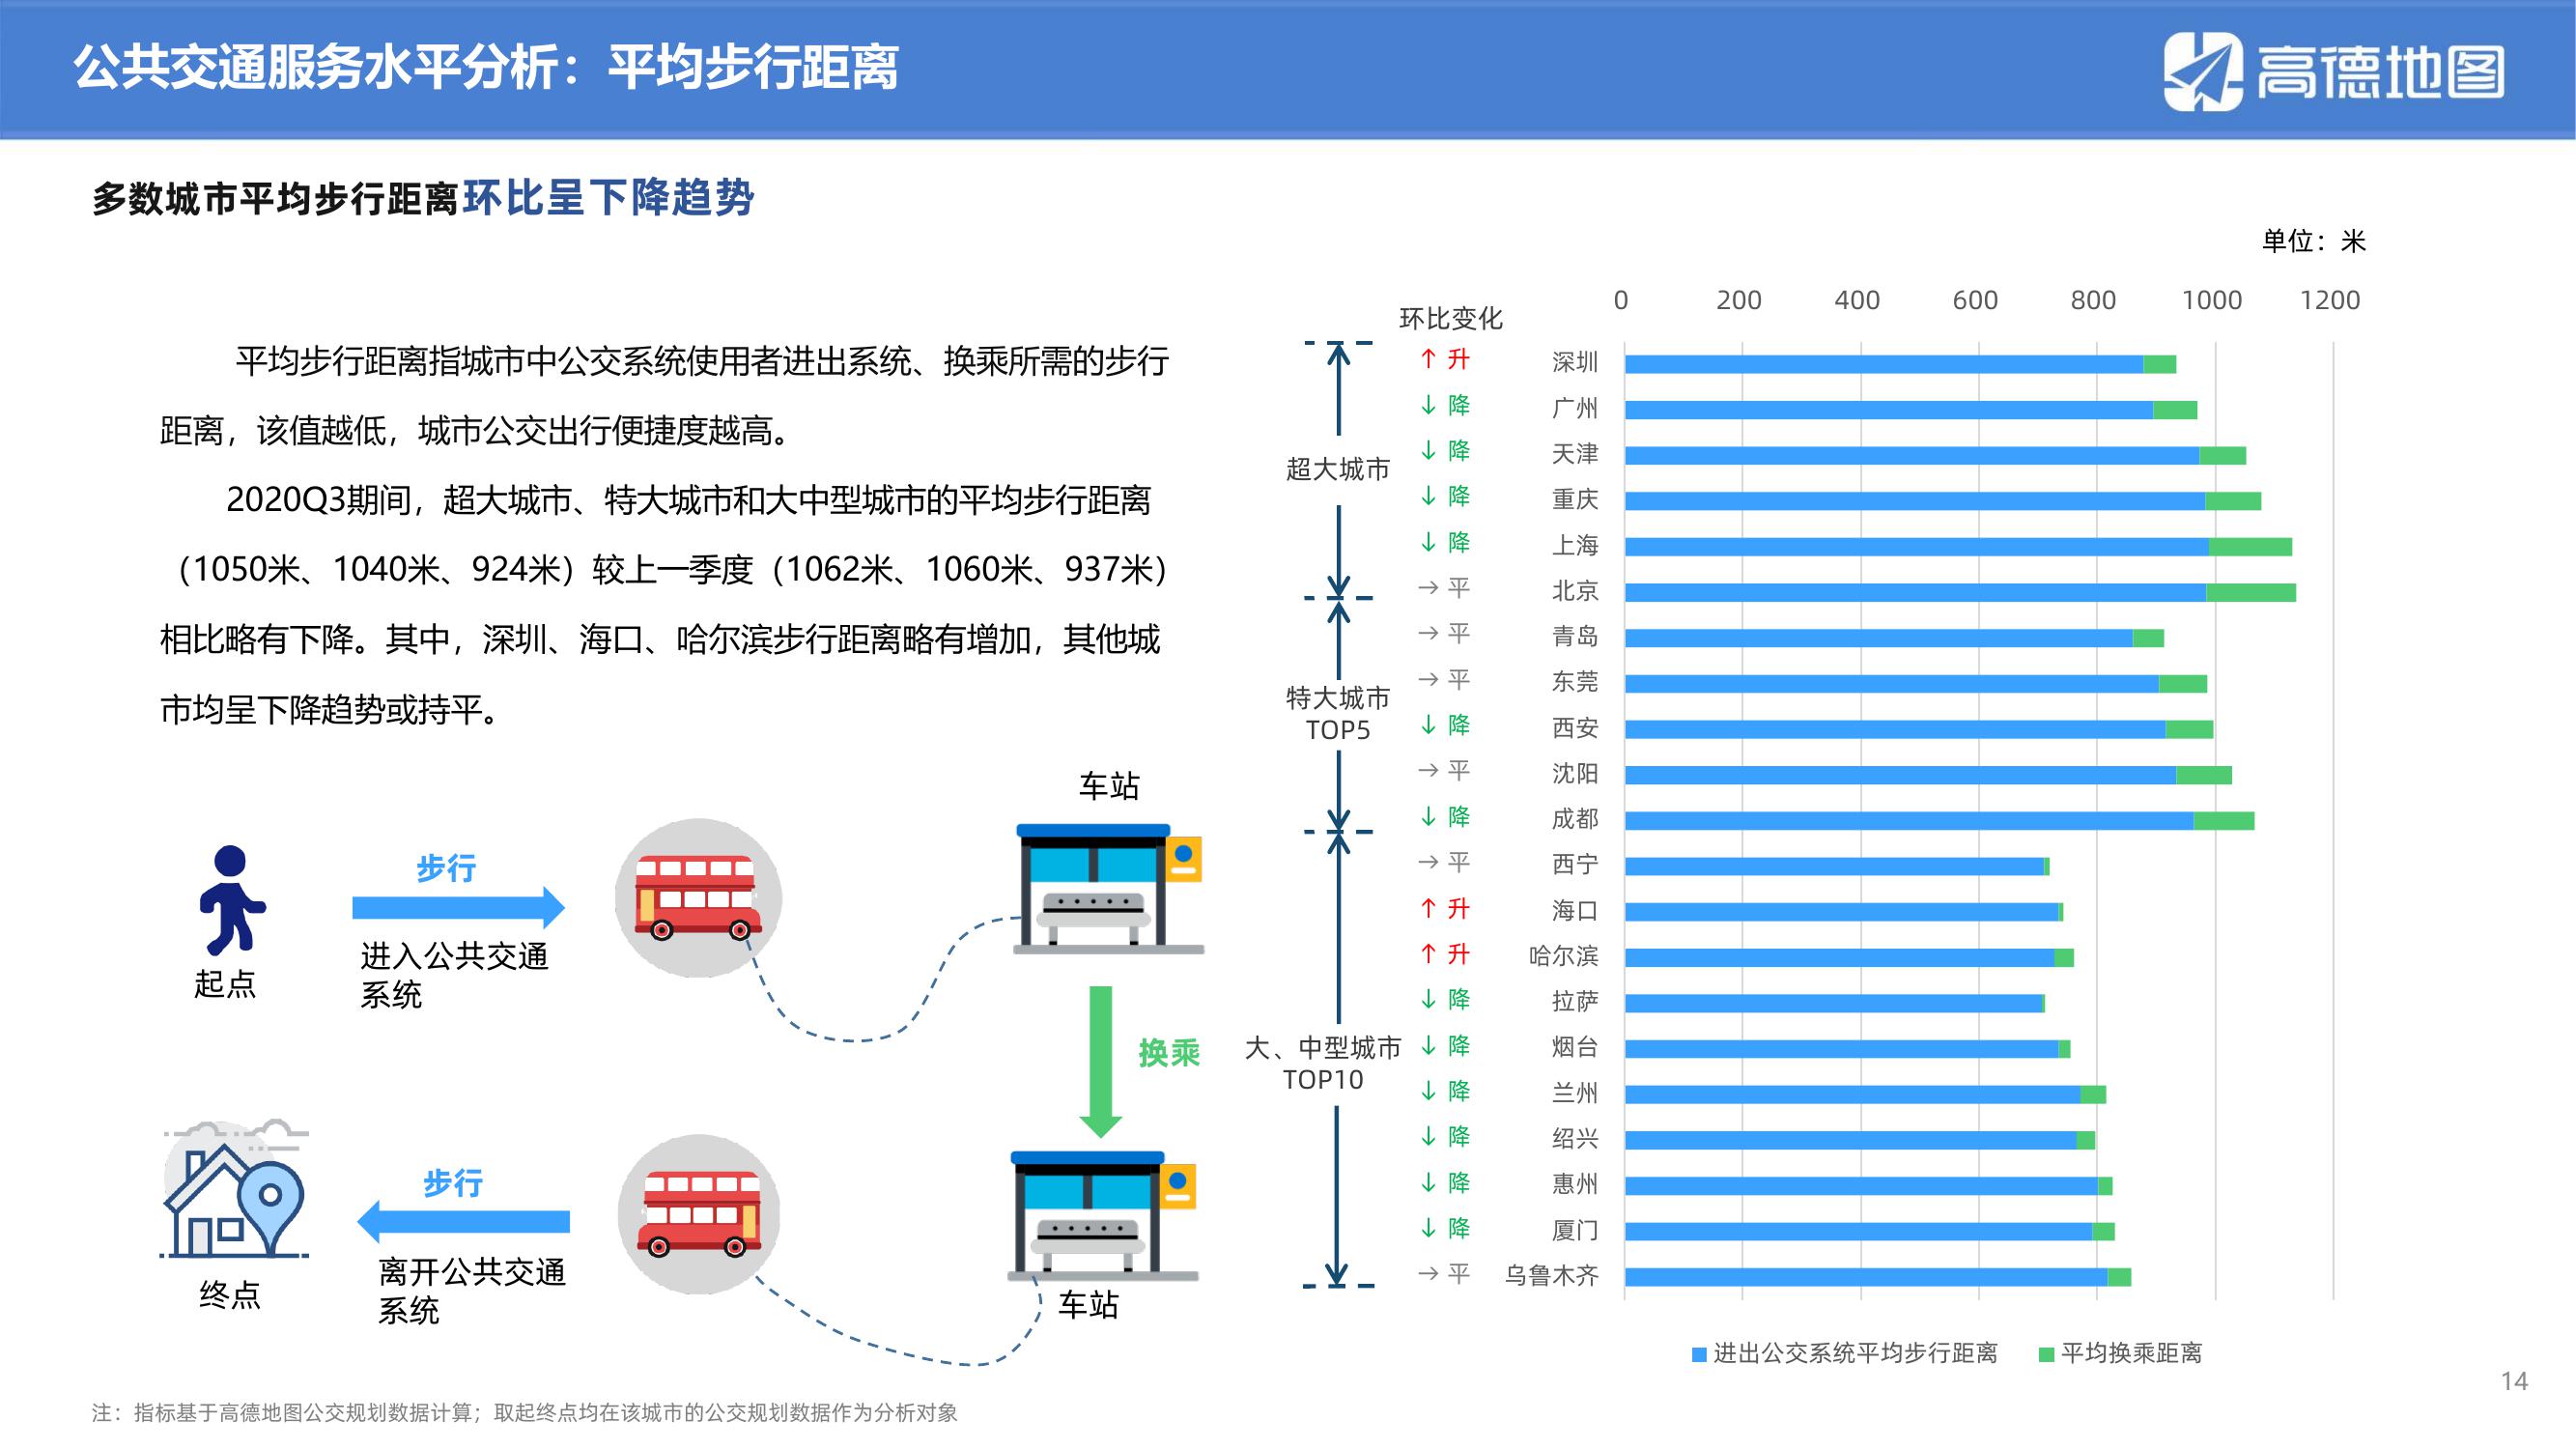 公共交通服务水平分析：平均步行距离
高德地图
多数城市平均步行距离环比呈下降趋势
单位：米
平均步行距离指城市中公交系统使用者进出系统、换乘所需的步行
距离，该值越低，城市公交出行便捷度越高。
2020Q3期间，超大城市、特大城市和大中型城市的平均步行距离
（1050米、1040米、924米）较上一季度（1062米、1060米、937米）
相比略有下降。其中，深圳、海口、哈尔滨步行距离略有增加，其他城
市均呈下降趋势或持平。
车站
步行
进入公共交通
系统
起点
换乘
步行
离开公共交通
系统
终点
车站
0 200 400 600 800 1000 1200
环比变化
超大城市
特大城市
TOP5
大、中型城市
TOP10
↑ 升 深圳
↓ 降 广州
↓ 降 天津
↓ 降 重庆
↓ 降 上海
→ 平 北京
→ 平 青岛
→ 平 东莞
↓ 降 西安
→ 平 沈阳
↓ 降 成都
→ 平 西宁
↑ 升 海口
↑ 升 哈尔滨
↓ 降 拉萨
↓ 降 烟台
↓ 降 兰州
↓ 降 绍兴
↓ 降 惠州
↓ 降 厦门
→ 平 乌鲁木齐
进出公交系统平均步行距离 平均换乘距离
14
注：指标基于高德地图公交规划数据计算；取起终点均在该城市的公交规划数据作为分析对象